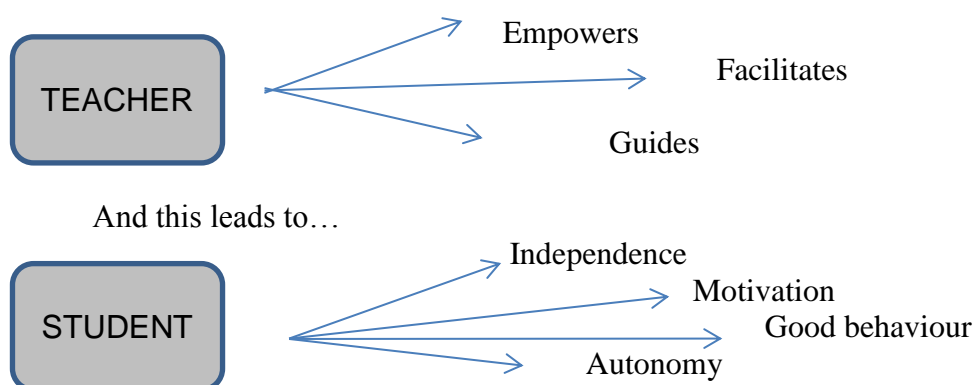 Empowers
Facilitates
TEACHER
Guides
And this leads to…
Independence
Motivation
Good behaviour
STUDENT
Autonomy